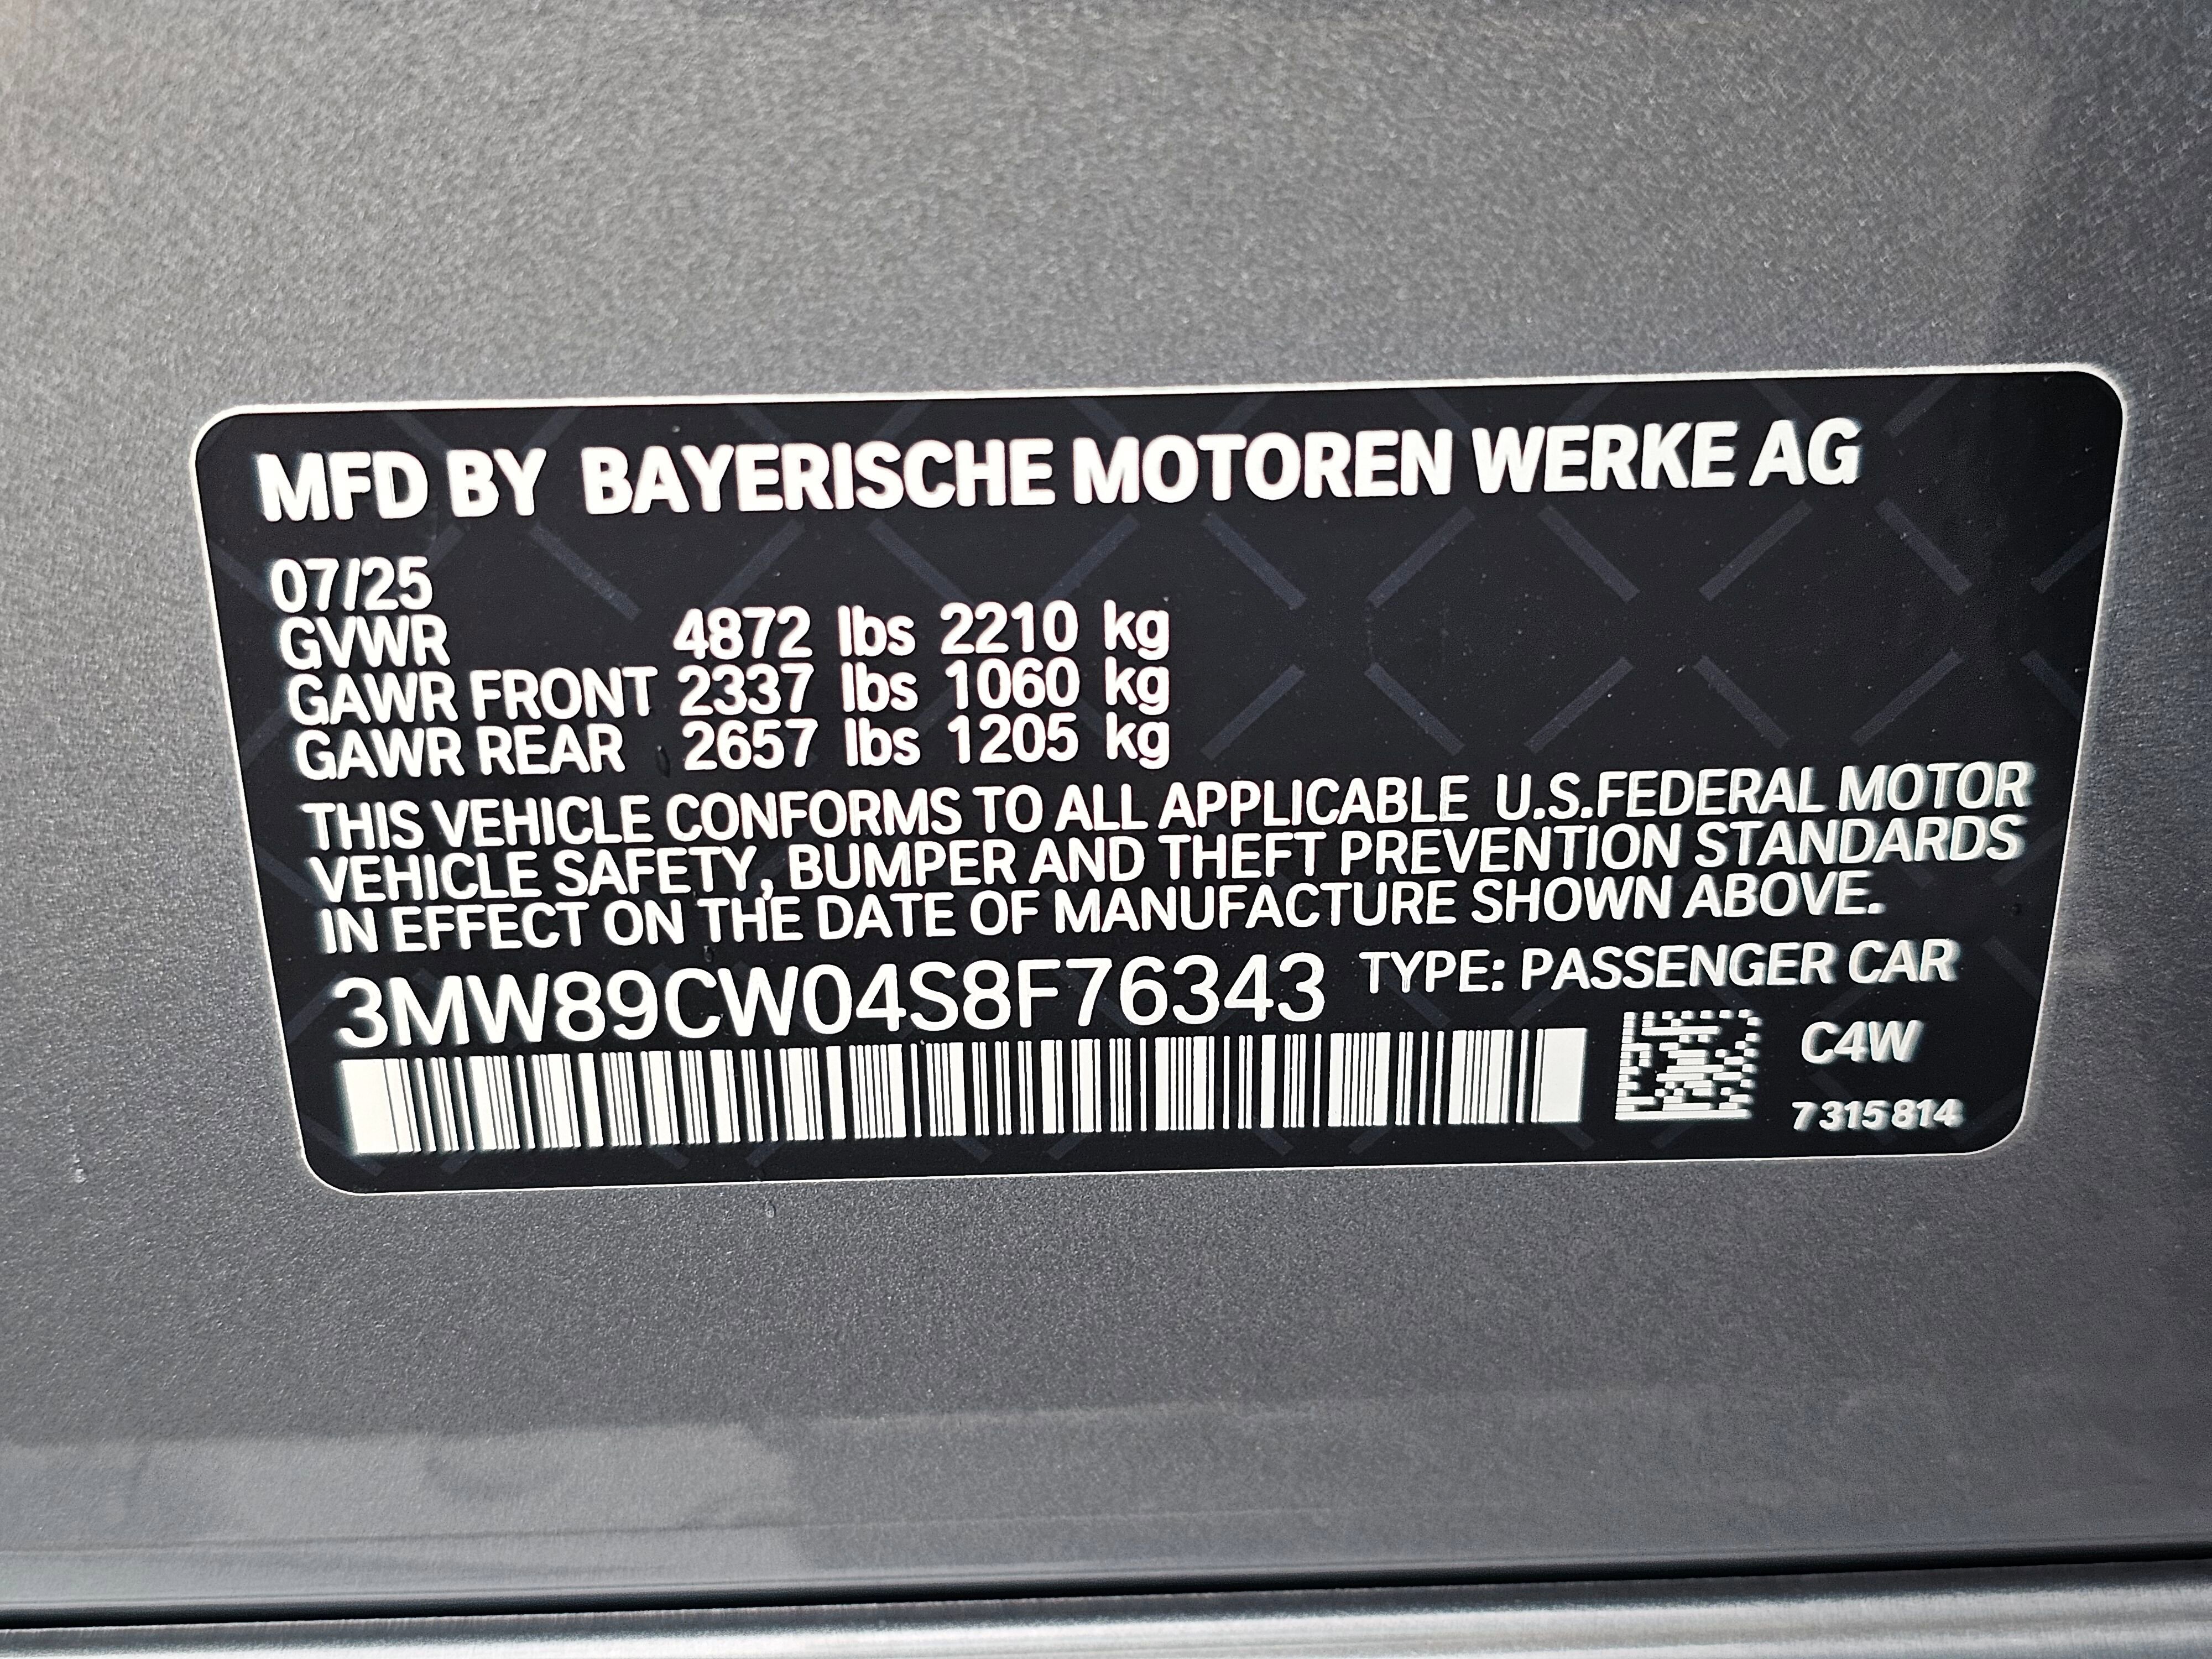 MFD BY BAYERISCHE MOTOREN WERKE AG
07/25
GVWR 4872 lbs 2210 kg
GAWR FRONT 2337 lbs 1060 kg
GAWR REAR 2657 lbs 1205 kg
THIS VEHICLE CONFORMS TO ALL APPLICABLE U.S.FEDERAL MOTOR
VEHICLE SAFETY, BUMPER AND THEFT PREVENTION STANDARDS
IN EFFECT ON THE DATE OF MANUFACTURE SHOWN ABOVE.
3MW89CW04S8F76343 TYPE: PASSENGER CAR
C4W
7315814